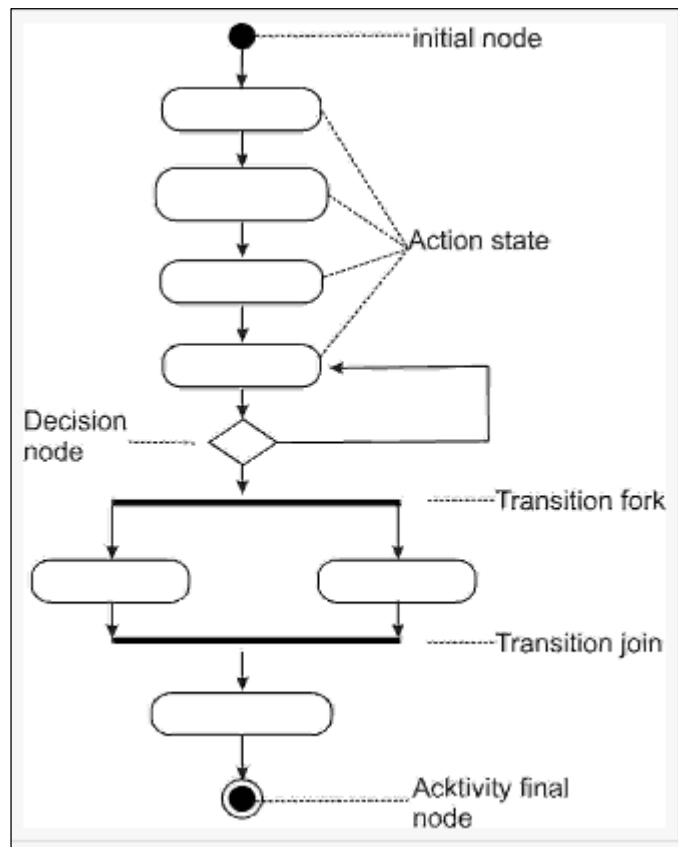 initial node
Action state
Decision
node
Transition fork
Transition join
Acktivity final
node